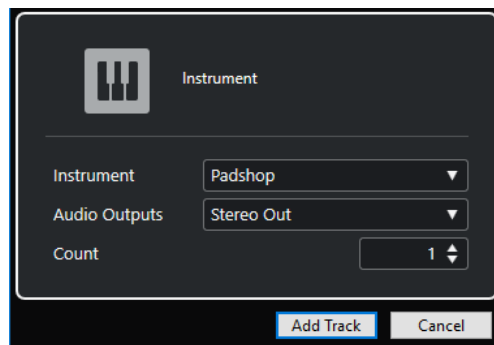 Instrument
Instrument Padshop
Audio Outputs Stereo Out
Count 1
Add Track Cancel